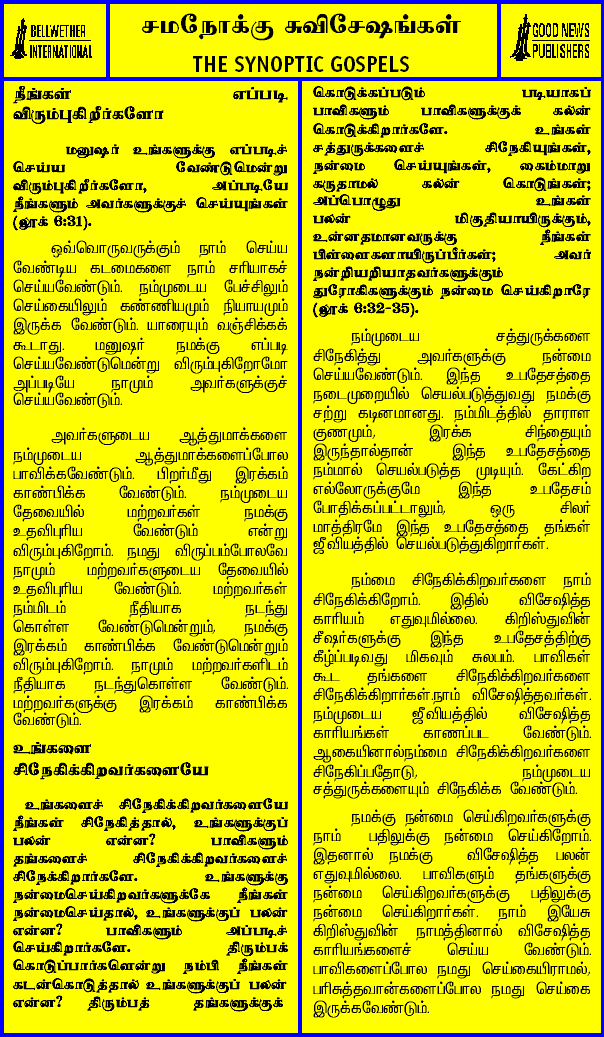 BELLWETHER
INTERNATIONAL
சமநோக்கு சுவிசேஷங்கள்
THE SYNOPTIC GOSPELS
GOOD NEWS
PUBLISHERS
நீங்கள் எப்படி
விரும்புகிறீர்களோ
மனுஷர் உங்களுக்கு எப்படிச்
செய்ய வேண்டுமென்று
விரும்புகிறீர்களோ, அப்படியே
நீங்களும் அவர்களுக்குச் செய்யுங்கள்
(லூக் 6:31).
ஒவ்வொருவருக்கும் நாம் செய்ய
வேண்டிய கடமைகளை நாம் சரியாகச்
செய்யவேண்டும். நம்முடைய பேச்சிலும்
செய்கையிலும் கண்ணியமும் நியாயமும்
இருக்க வேண்டும். யாரையும் வஞ்சிக்கக்
கூடாது. மனுஷர் நமக்கு எப்படி
செய்யவேண்டுமென்று விரும்புகிறோமோ
அப்படியே நாமும் அவர்களுக்குச்
செய்யவேண்டும்.
அவர்களுடைய ஆத்துமாக்களை
நம்முடைய ஆத்துமாக்களைப்போல
பாவிக்கவேண்டும். பிறர்மீது இரக்கம்
காண்பிக்க வேண்டும். நம்முடைய
தேவையில் மற்றவர்கள் நமக்கு
உதவிபுரிய வேண்டும் என்று
விரும்புகிறோம். நமது விருப்பம்போலவே
நாமும் மற்றவர்களுடைய தேவையில்
உதவிபுரிய வேண்டும். மற்றவர்கள்
நம்மிடம் நீதியாக நடந்து
கொள்ள வேண்டுமென்றும், நமக்கு
இரக்கம் காண்பிக்க வேண்டுமென்றும்
விரும்புகிறோம். நாமும் மற்றவர்களிடம்
நீதியாக நடந்துகொள்ள வேண்டும்.
மற்றவர்களுக்கு இரக்கம் காண்பிக்க
வேண்டும்.
உங்களை
சிநேகிக்கிறவர்களையே
உங்களைச் சிநேகிக்கிறவர்களையே
நீங்கள் சிநேகித்தால், உங்களுக்குப்
பலன் என்ன? பாவிகளும்
தங்களைச் சிநேகிக்கிறவர்களைச்
சிநேக்கிறார்களே. உங்களுக்கு
நன்மைசெய்கிறவர்களுக்கே நீங்கள்
நன்மைசெய்தால், உங்களுக்குப் பலன்
என்ன? பாவிகளும் அப்படிச்
செய்கிறார்களே. திரும்பக்
கொடுப்பார்களென்று நம்பி நீங்கள்
கடன்கொடுத்தால் உங்களுக்குப் பலன்
என்ன? திரும்பத் தங்களுக்குக்
கொடுக்கப்படும் படியாகப்
பாவிகளும் பாவிகளுக்குக் கல்ன்
கொடுக்கிறார்களே. உங்கள்
சத்துருக்களைச் சிநேகியுங்கள்,
நன்மை செய்யுங்கள், கைம்மாறு
கருதாமல் கல்ன் கொடுங்கள்;
அப்பொழுது உங்கள்
பலன் மிகுதியாயிருக்கும்,
உன்னதமானவருக்கு நீங்கள்
பிள்ளைகளாயிருப்பீர்கள்; அவர்
நன்றியறியாதவர்களுக்கும்
துரோகிகளுக்கும் நன்மை செய்கிறாரே
(லூக் 6:32-35).
நம்முடைய சத்துருக்களை
சிநேகித்து அவர்களுக்கு நன்மை
செய்யவேண்டும். இந்த உபதேசத்தை
நடைமுறையில் செயல்படுத்துவது நமக்கு
சற்று கடினமானது. நம்மிடத்தில் தாராள
குணமும், இரக்க சிந்தையும்
இருந்தால்தான் இந்த உபதேசத்தை
நம்மால் செயல்படுத்த முடியும். கேட்கிற
எல்லோருக்குமே இந்த உபதேசம்
போதிக்கப்பட்டாலும், ஒரு சிலர்
மாத்திரமே இந்த உபதேசத்தை தங்கள்
ஜீவியத்தில் செயல்படுத்துகிறார்கள்.
நம்மை சிநேகிக்கிறவர்களை நாம்
சிநேகிக்கிறோம். இதில் விசேஷித்த
காரியம் எதுவுமில்லை. கிறிஸ்துவின்
சீஷர்களுக்கு இந்த உபதேசத்திற்கு
கீழ்ப்படிவது மிகவும் சுலபம். பாவிகள்
கூட தங்களை சிநேகிக்கிறவர்களை
சிநேகிக்கிறார்கள்.நாம் விசேஷித்தவர்கள்.
நம்முடைய ஜீவியத்தில் விசேஷித்த
காரியங்கள் காணப்பட வேண்டும்.
ஆகையினால்நம்மை சிநேகிக்கிறவர்களை
சிநேகிப்பதோடு, நம்முடைய
சத்துருக்களையும் சிநேகிக்க வேண்டும்.
நமக்கு நன்மை செய்கிறவர்களுக்கு
நாம் பதிலுக்கு நன்மை செய்கிறோம்.
இதனால் நமக்கு விசேஷித்த பலன்
எதுவுமில்லை. பாவிகளும் தங்களுக்கு
நன்மை செய்கிறவர்களுக்கு பதிலுக்கு
நன்மை செய்கிறார்கள். நாம் இயேசு
கிறிஸ்துவின் நாமத்தினால் விசேஷித்த
காரியங்களைச் செய்ய வேண்டும்.
பாவிகளைப்போல நமது செய்கையிராமல்,
பரிசுத்தவான்களைப்போல நமது செய்கை
இருக்கவேண்டும்.